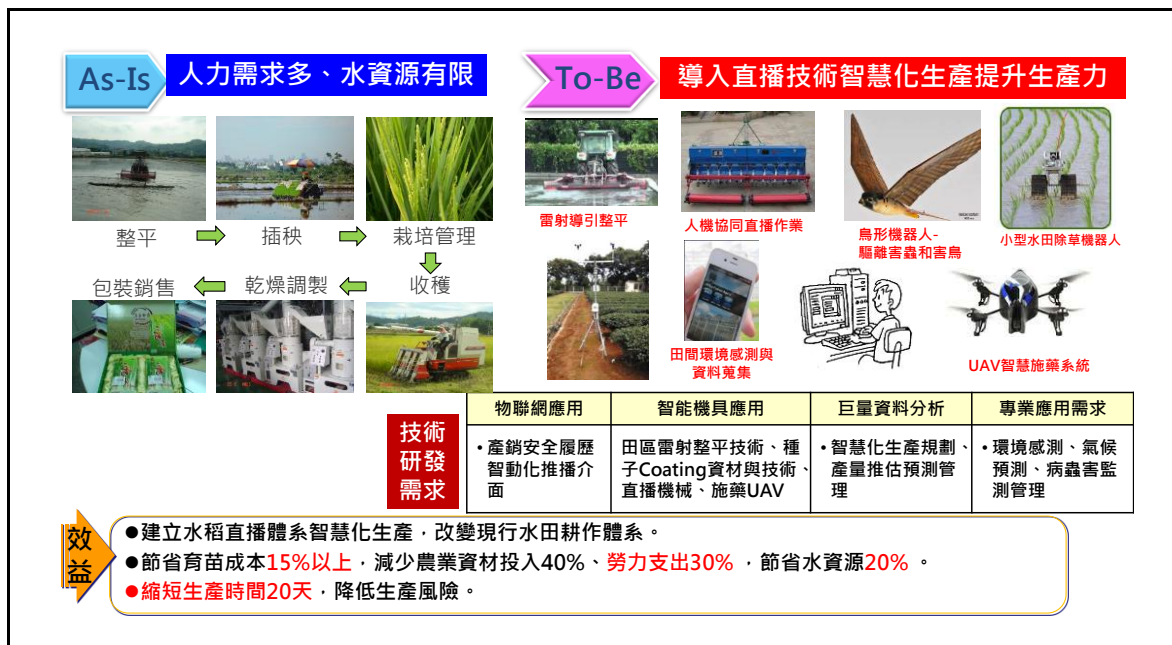 As-Is
人力需求多、水資源有限
To-Be
導入直播技術智慧化生產提升生產力
整平
插秧
栽培管理
包裝銷售
乾燥調製
收穫
雷射導引整平
人機協同直播作業
鳥形機器人-
驅離害蟲和害鳥
小型水田除草機器人
田間環境感測與
資料蒐集
UAV智慧施藥系統
技術
研發
需求
物聯網應用
智能機具應用
巨量資料分析
專業應用需求
•產銷安全履歷
智動化推播介
面
田區雷射整平技術、種
子Coating資材與技術、
直播機械、施藥UAV
•智慧化生產規劃、
產量推估預測管
理
•環境感測、氣候
預測、病蟲害監
測管理
效
益
●建立水稻直播體系智慧化生產，改變現行水田耕作體系。
●節省育苗成本15%以上，減少農業資材投入40%、勞力支出30% ，節省水資源20% 。
●縮短生產時間20天，降低生產風險。